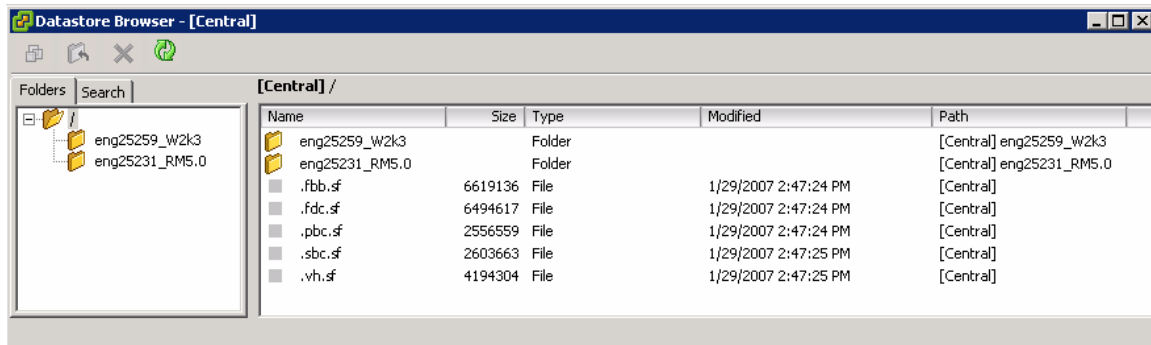 Datastore Browser - [Central]
Folders Search
[Central] /
/
eng25259_W2k3
eng25231_RM5.0
Name Size Type Modified Path
eng25259_W2k3 Folder [Central] eng25259_W2k3
eng25231_RM5.0 Folder [Central] eng25231_RM5.0
.fbb.sf 6619136 File 1/29/2007 2:47:24 PM [Central]
.fdc.sf 6494617 File 1/29/2007 2:47:24 PM [Central]
.pbc.sf 2556559 File 1/29/2007 2:47:24 PM [Central]
.sbc.sf 2603663 File 1/29/2007 2:47:25 PM [Central]
.vh.sf 4194304 File 1/29/2007 2:47:25 PM [Central]